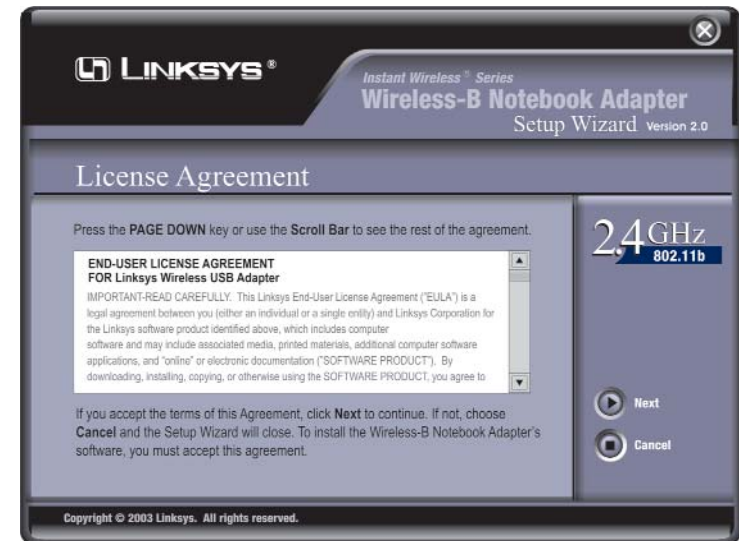 LINKSYS®
Instant Wireless® Series
Wireless-B Notebook Adapter
Setup Wizard Version 2.0
License Agreement
Press the PAGE DOWN key or use the Scroll Bar to see the rest of the agreement.
END-USER LICENSE AGREEMENT
FOR Linksys Wireless USB Adapter
IMPORTANT-READ CAREFULLY. This Linksys End-User License Agreement ("EULA") is a
legal agreement between you (either an individual or a single entity) and Linksys Corporation for
the Linksys software product identified above, which includes computer
software and may include associated media, printed materials, additional computer software
applications, and "online" or electronic documentation ("SOFTWARE PRODUCT"). By
downloading, installing, copying, or otherwise using the SOFTWARE PRODUCT, you agree to
If you accept the terms of this Agreement, click Next to continue. If not, choose
Cancel and the Setup Wizard will close. To install the Wireless-B Notebook Adapter's
software, you must accept this agreement.
2,4GHz
802.11b
Next
Cancel
Copyright © 2003 Linksys. All rights reserved.